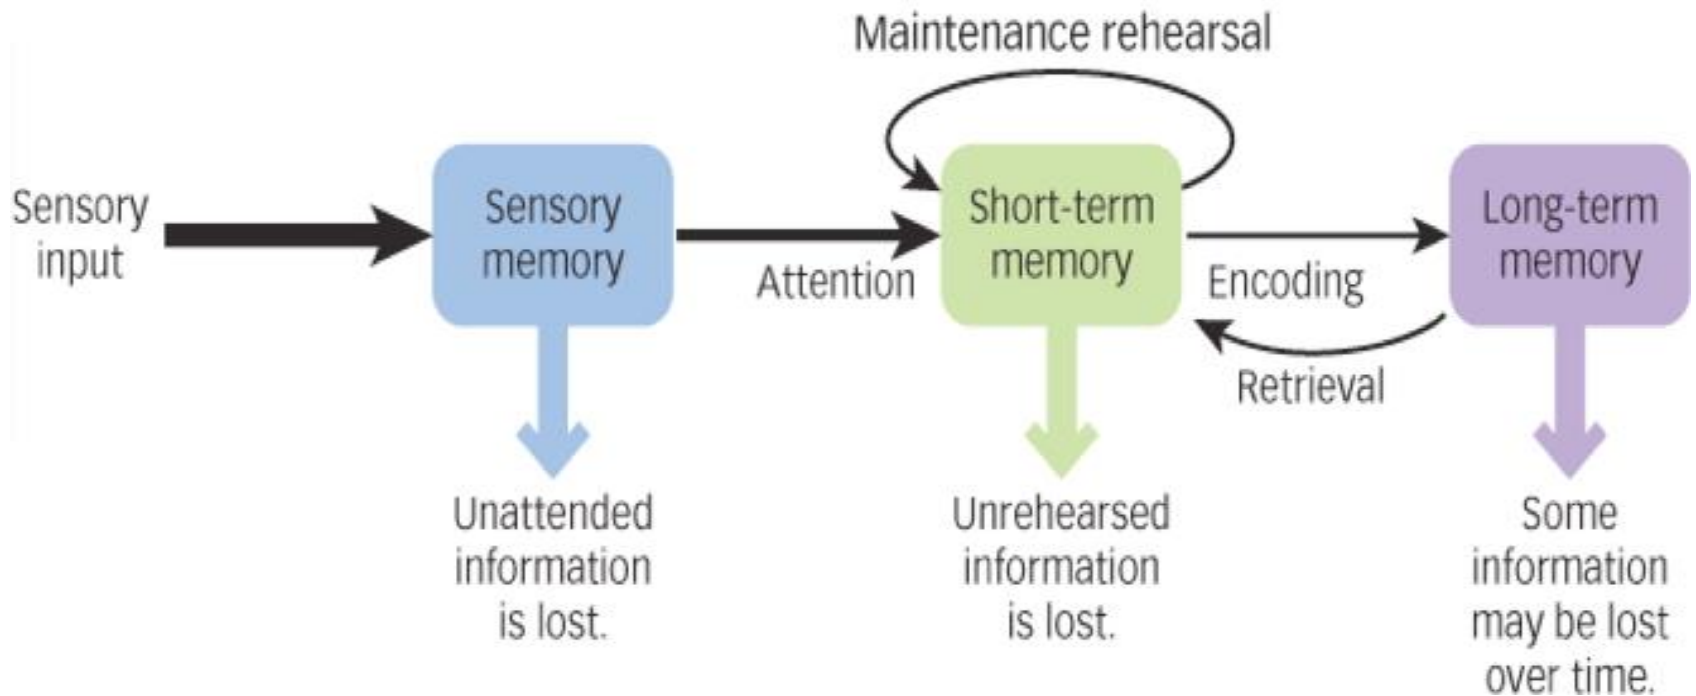 Maintenance rehearsal
Sensory
input
Sensory
memory
Attention
Short-term
memory
Encoding
Retrieval
Long-term
memory
Unattended
information
is lost.
Unrehearsed
information
is lost.
Some
information
may be lost
over time.